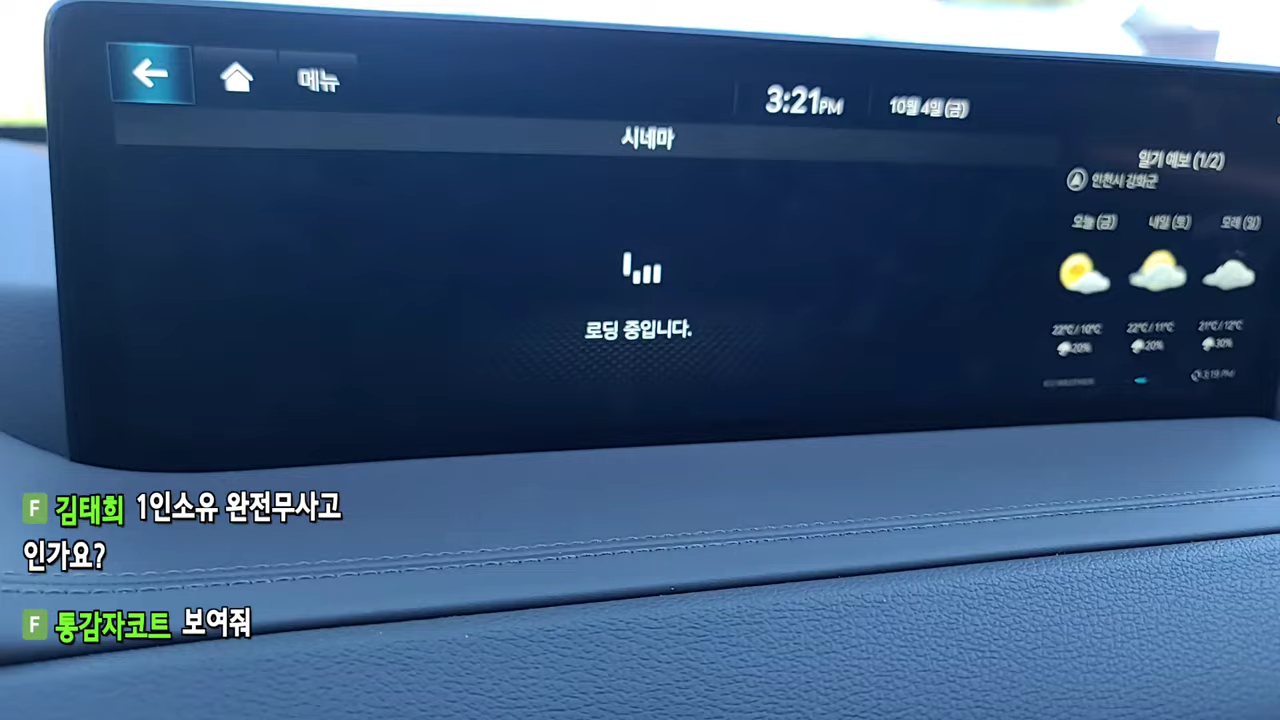 메뉴
3:21PM
10월 4일 (금)
시네마
일기 예보 (1/2)
인천시 강화군
오늘 (금) 내일 (토) 모레 (일)
22°C / 10°C 22°C / 11°C 21°C / 12°C
20% 20% 30%
3:19 PM
로딩 중입니다.
F 김태희 1인소유 완전무사고
인가요?
F 통감자코트 보여줘